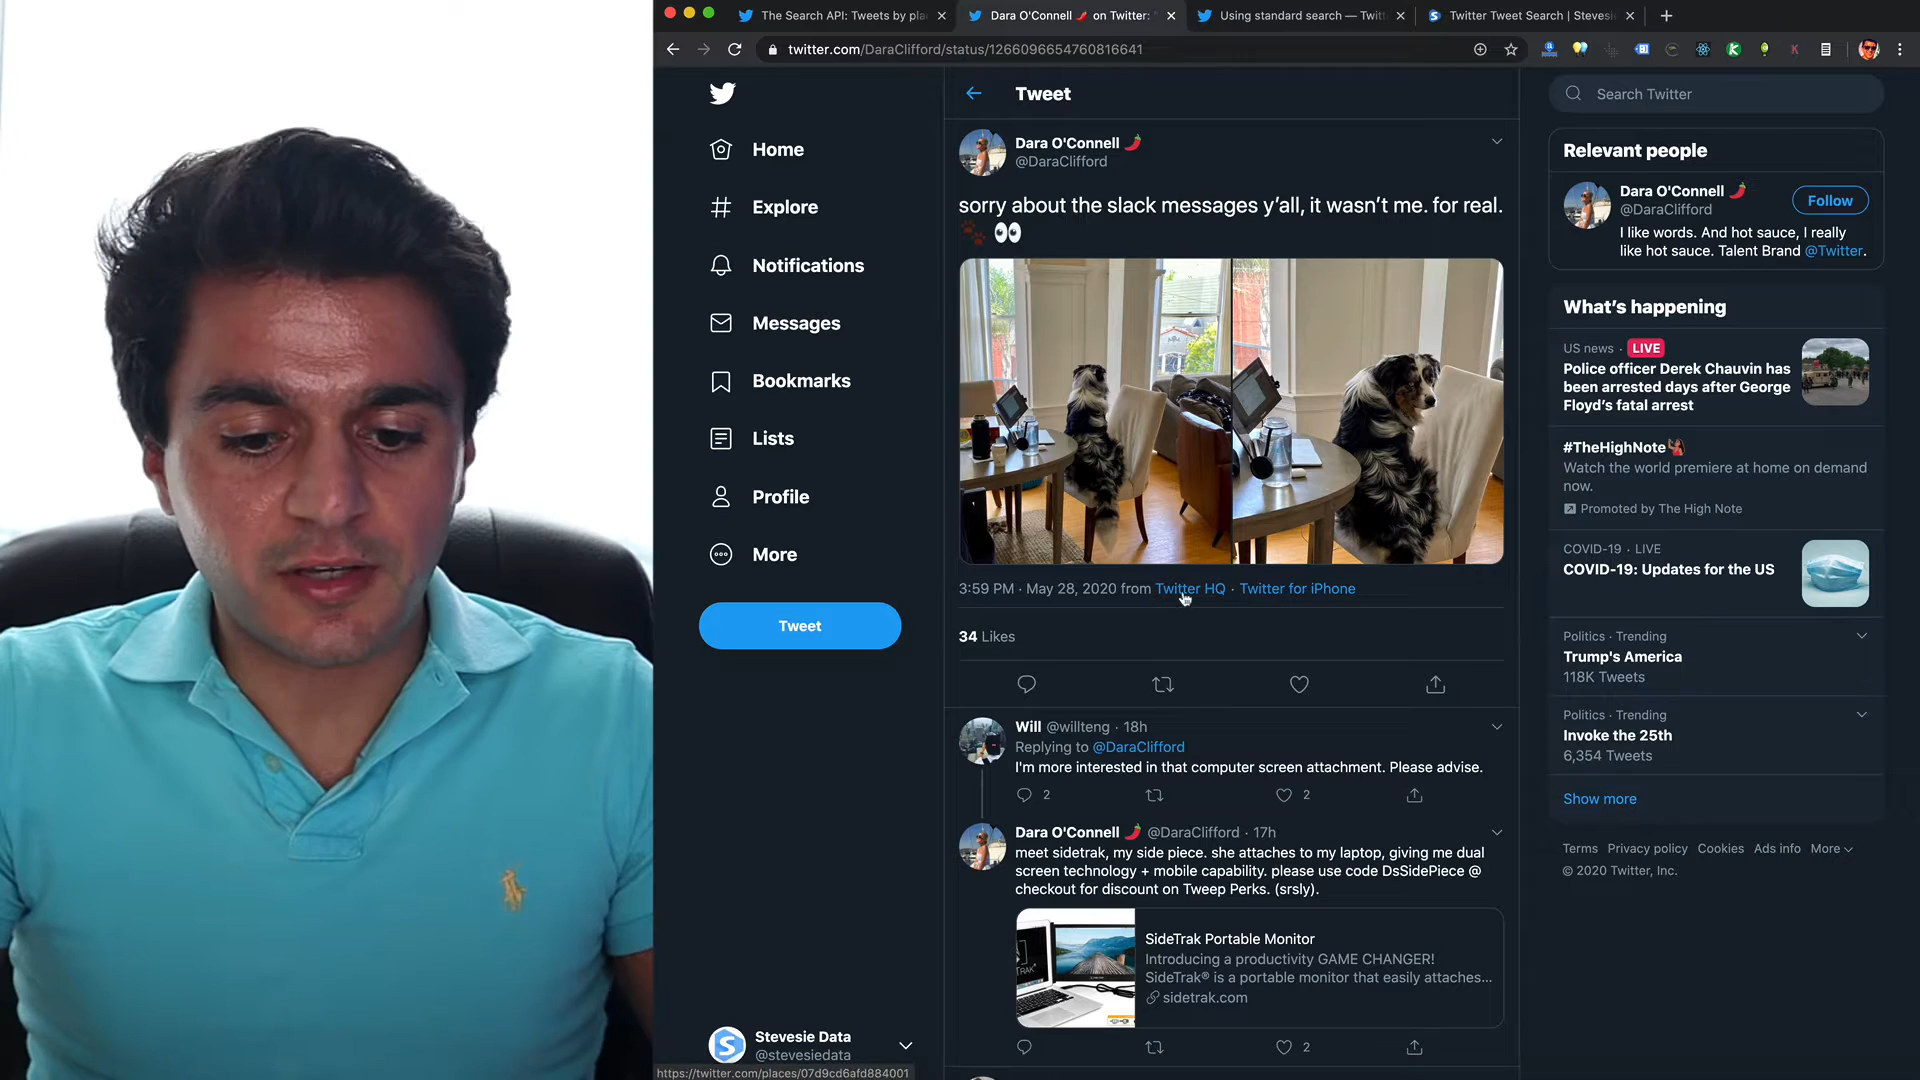 The Search API: Tweets by pla
Dara O'Connell 🌶 on Twitter: "
Using standard search — Twitt
Twitter Tweet Search | Stevesi
twitter.com/DaraClifford/status/1266096654760816641
Home
Explore
Notifications
Messages
Bookmarks
Lists
Profile
More
Tweet
Stevesie Data
@stevesiedata
https://twitter.com/places/07d9cd6afd884001
Tweet
Dara O'Connell 🌶
@DaraClifford
sorry about the slack messages y'all, it wasn't me. for real.
🐾 👀
3:59 PM · May 28, 2020 from Twitter HQ · Twitter for iPhone
34 Likes
Will @willteng · 18h
Replying to @DaraClifford
I'm more interested in that computer screen attachment. Please advise.
2
2
Dara O'Connell 🌶 @DaraClifford · 17h
meet sidetrak, my side piece. she attaches to my laptop, giving me dual
screen technology + mobile capability. please use code DsSidePiece @
checkout for discount on Tweep Perks. (srsly).
SideTrak Portable Monitor
Introducing a productivity GAME CHANGER!
SideTrak® is a portable monitor that easily attaches...
sidetrak.com
2
Search Twitter
Relevant people
Dara O'Connell 🌶
@DaraClifford
Follow
I like words. And hot sauce, I really
like hot sauce. Talent Brand @Twitter.
What's happening
US news · LIVE
Police officer Derek Chauvin has
been arrested days after George
Floyd's fatal arrest
#TheHighNote
Watch the world premiere at home on demand
now.
Promoted by The High Note
COVID-19 · LIVE
COVID-19: Updates for the US
Politics · Trending
Trump's America
118K Tweets
Politics · Trending
Invoke the 25th
6,354 Tweets
Show more
Terms Privacy policy Cookies Ads info More
© 2020 Twitter, Inc.